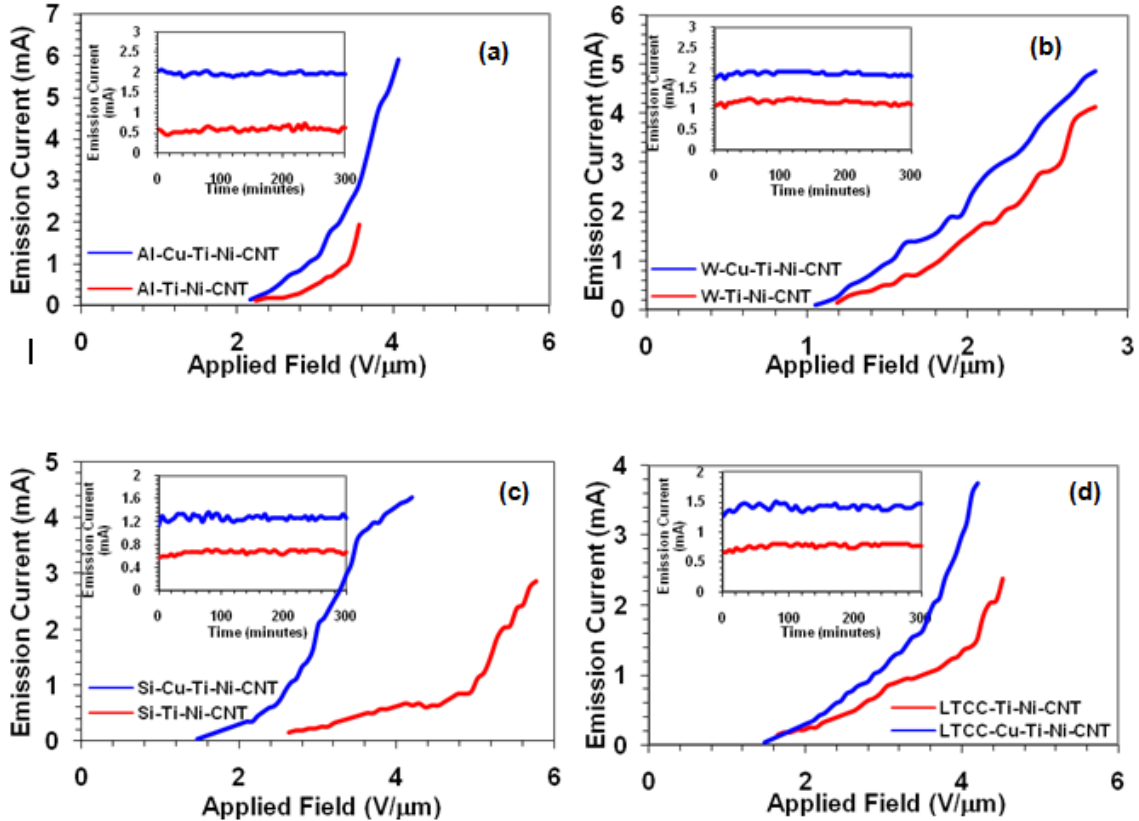 (a)
Emission Current (mA)
7
6
5
4
3
2
1
0
0
2
4
6
Applied Field (V/μm)
Al-Cu-Ti-Ni-CNT
Al-Ti-Ni-CNT
Emission Current
(mA)
3
2.5
2
1.5
1
0.5
0
0
100
200
300
Time (minutes)
(b)
Emission Current (mA)
6
5
4
3
2
1
0
0
1
2
3
Applied Field (V/μm)
W-Cu-Ti-Ni-CNT
W-Ti-Ni-CNT
Emission Current
(mA)
3
2.5
2
1.5
1
0.5
0
0
100
200
300
Time (minutes)
(c)
Emission Current (mA)
5
4
3
2
1
0
0
2
4
6
Applied Field (V/μm)
Si-Cu-Ti-Ni-CNT
Si-Ti-Ni-CNT
Emission Current
(mA)
2
1.6
1.2
0.8
0.4
0
0
100
200
300
Time (minutes)
(d)
Emission Current (mA)
4
3
2
1
0
0
2
4
6
Applied Field (V/μm)
LTCC-Ti-Ni-CNT
LTCC-Cu-Ti-Ni-CNT
Emission Current
(mA)
2
1.5
1
0.5
0
0
100
200
300
Time (minutes)